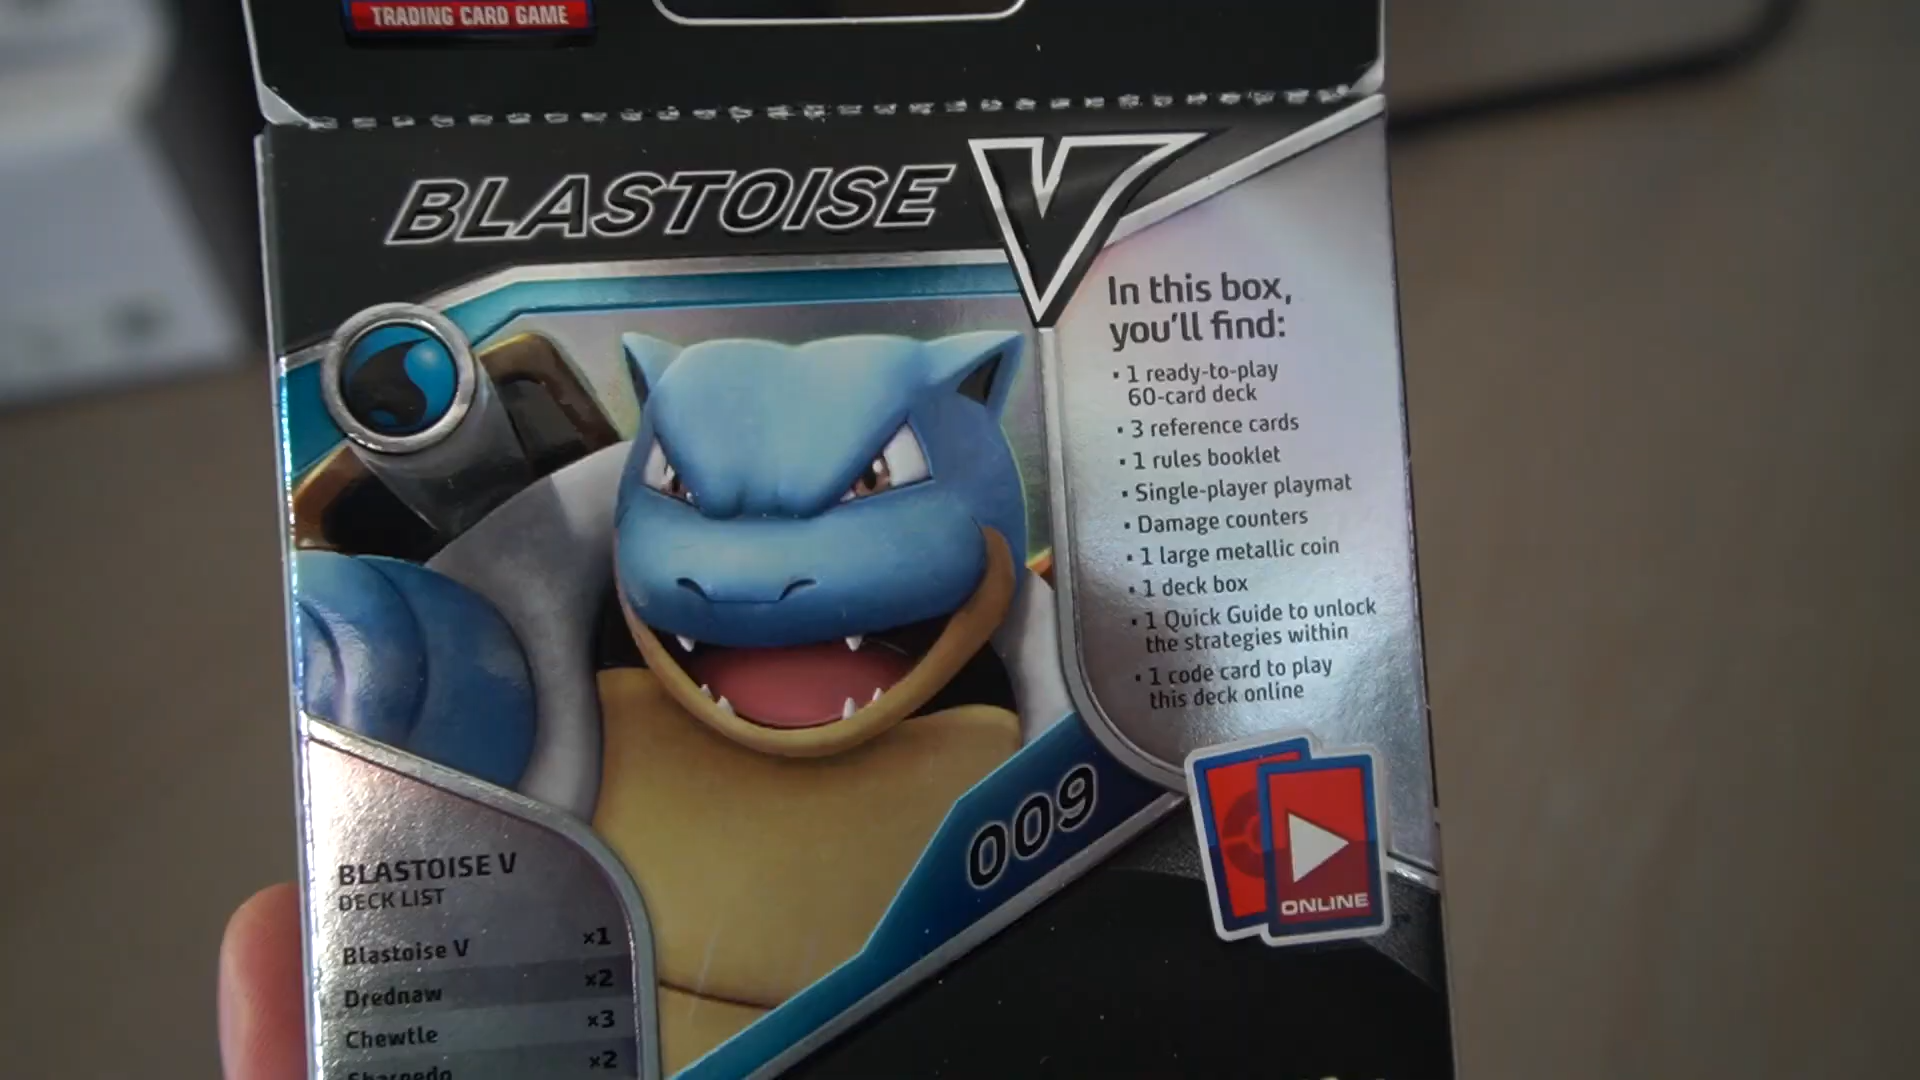 TRADING CARD GAME
BLASTOISE V
In this box,
you'll find:
• 1 ready-to-play
60-card deck
• 3 reference cards
• 1 rules booklet
• Single-player playmat
• Damage counters
• 1 large metallic coin
• 1 deck box
• 1 Quick Guide to unlock
the strategies within
• 1 code card to play
this deck online
009
ONLINE
BLASTOISE V
DECK LIST
Blastoise V ×1
Drednaw ×2
Chewtle ×3
Sharpedo ×2